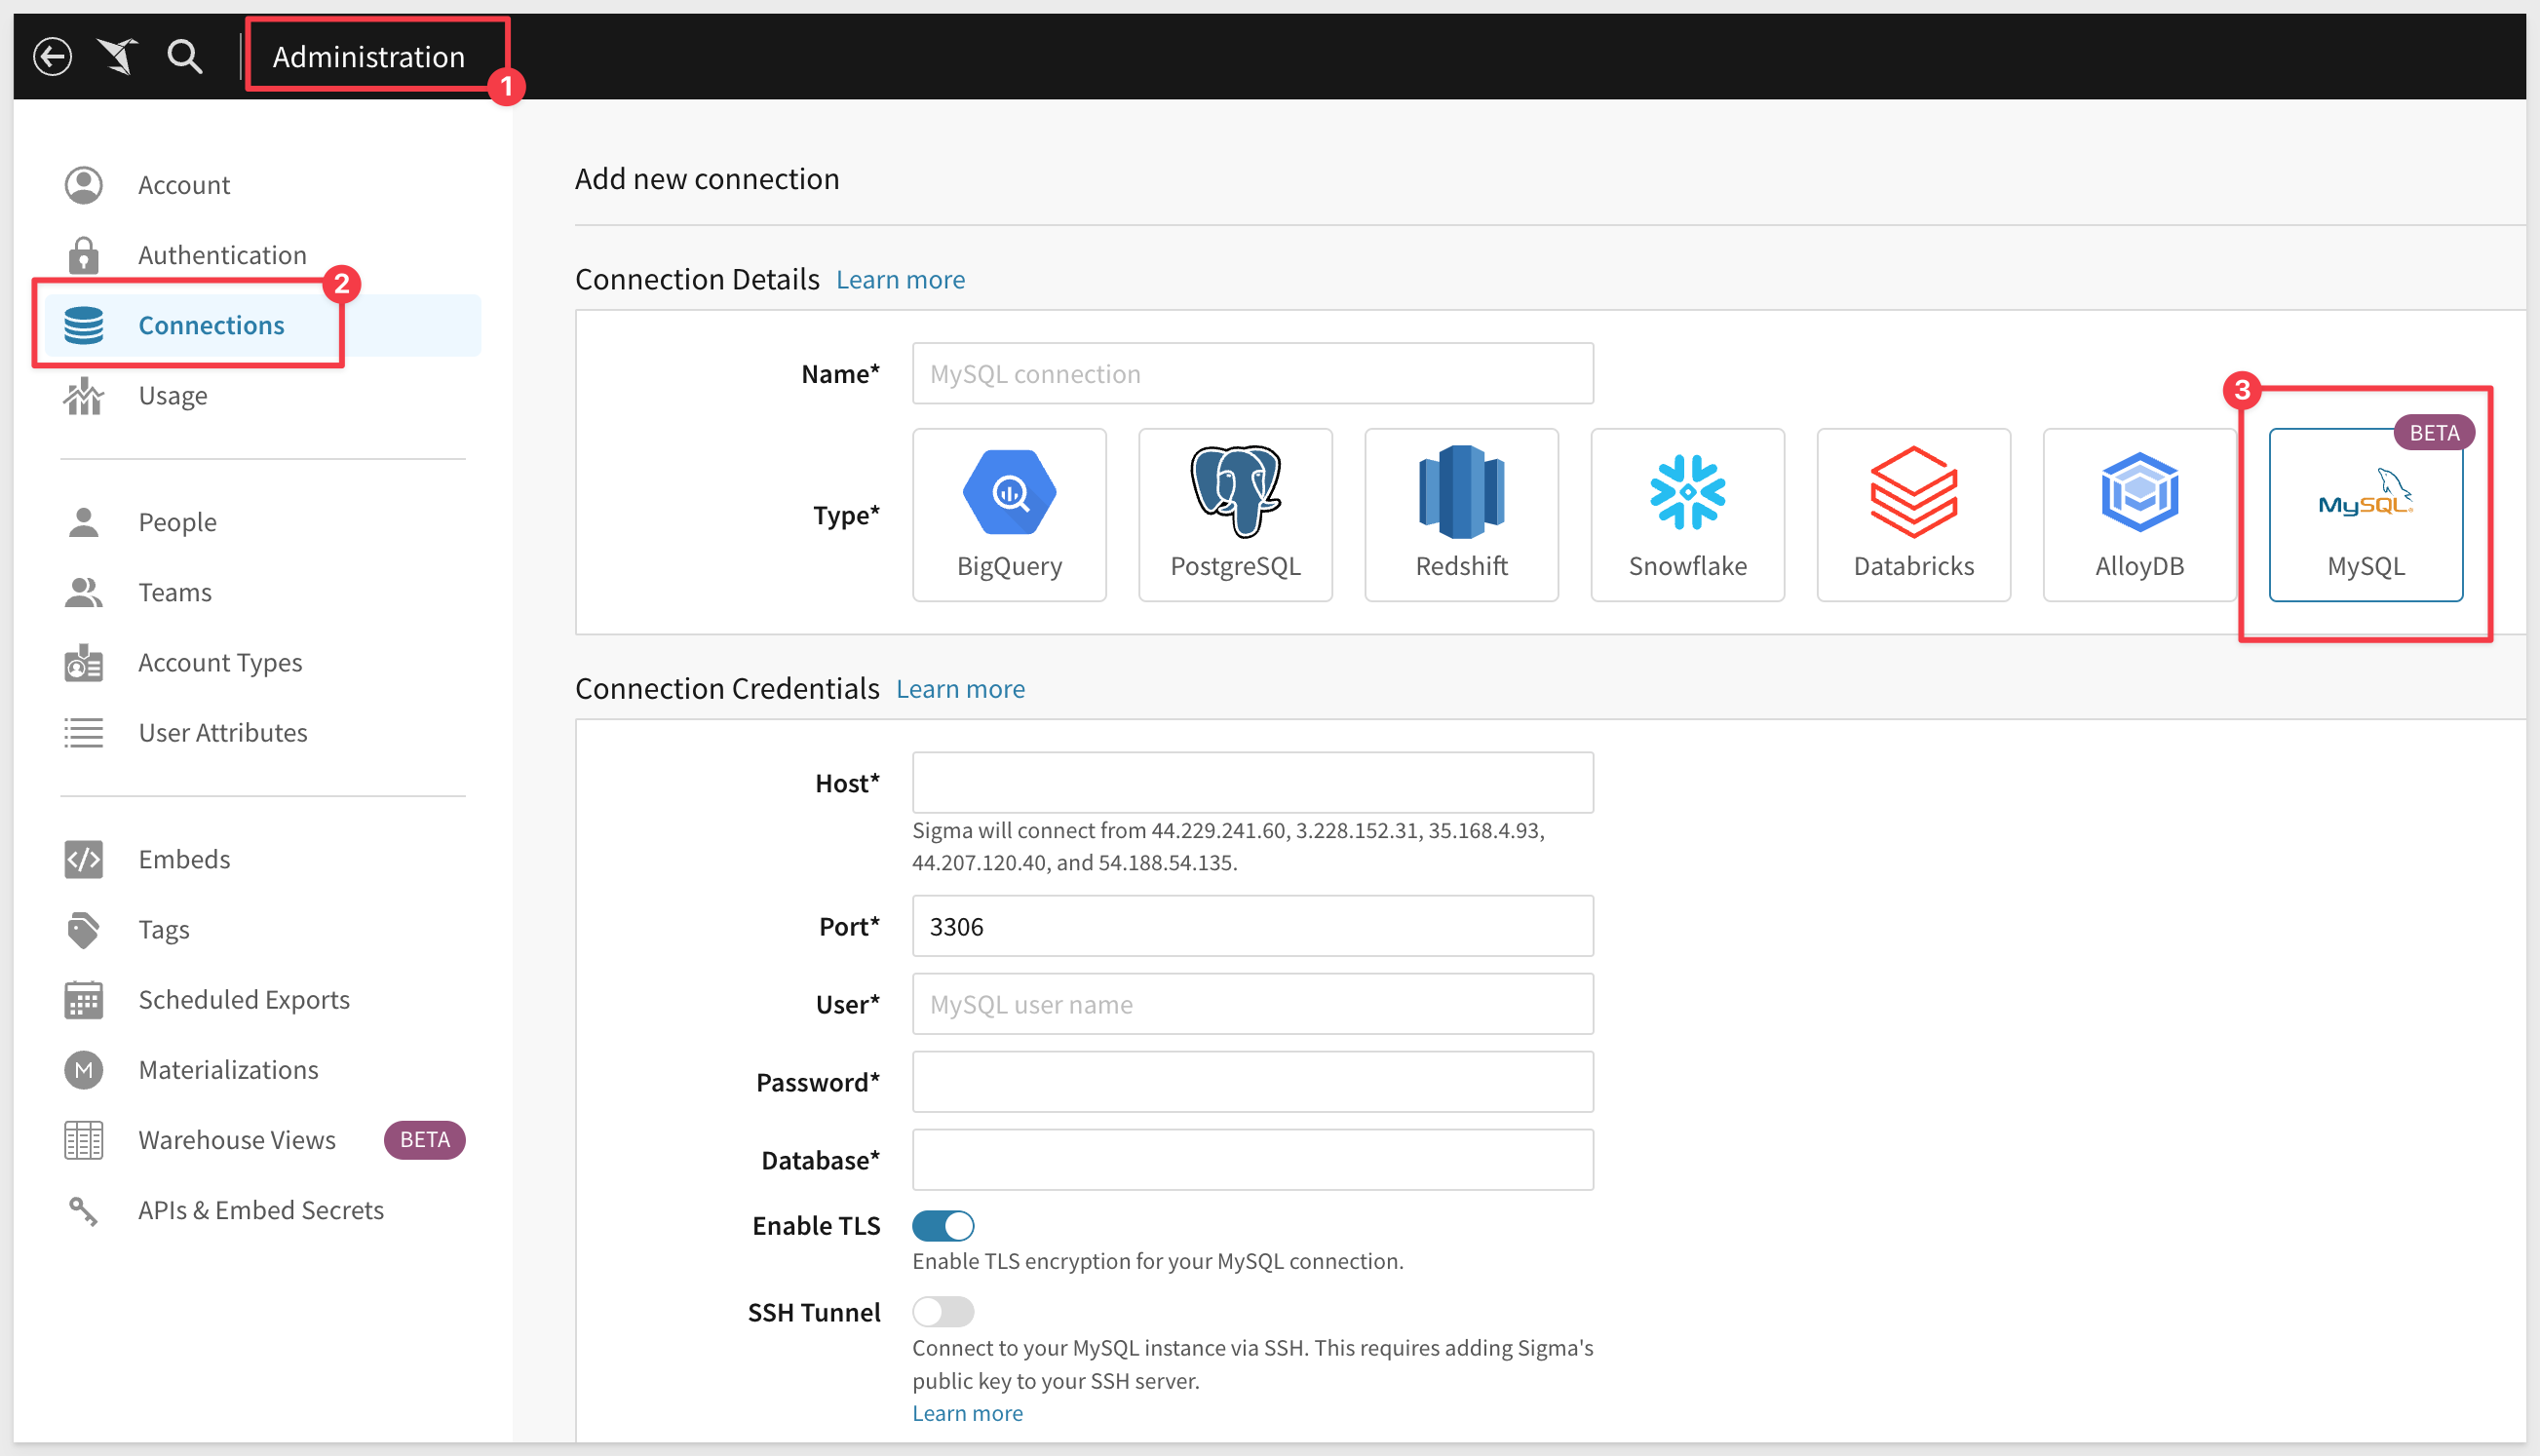 Administration
1
Account
Authentication
2
Connections
Usage
People
Teams
Account Types
User Attributes
Embeds
Tags
Scheduled Exports
M
Materializations
Warehouse Views BETA
APIs & Embed Secrets
Add new connection
Connection Details Learn more
Name* MySQL connection
3
BETA
Type*
MySQL®
BigQuery PostgreSQL Redshift Snowflake Databricks AlloyDB MySQL
Connection Credentials Learn more
Host*
Sigma will connect from 44.229.241.60, 3.228.152.31, 35.168.4.93,
44.207.120.40, and 54.188.54.135.
Port* 3306
User* MySQL user name
Password*
Database*
Enable TLS
Enable TLS encryption for your MySQL connection.
SSH Tunnel
Connect to your MySQL instance via SSH. This requires adding Sigma's
public key to your SSH server.
Learn more